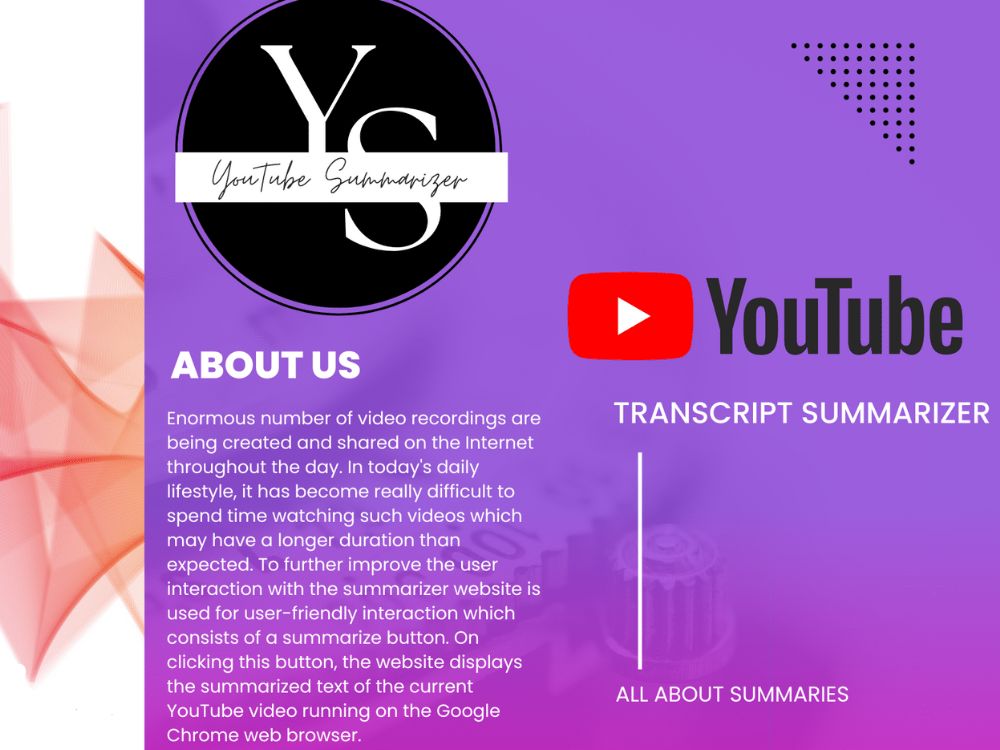 YS
YouTube Summarizer
ABOUT US
Enormous number of video recordings are
being created and shared on the Internet
throughout the day. In today's daily
lifestyle, it has become really difficult to
spend time watching such videos which
may have a longer duration than
expected. To further improve the user
interaction with the summarizer website is
used for user-friendly interaction which
consists of a summarize button. On
clicking this button, the website displays
the summarized text of the current
YouTube video running on the Google
Chrome web browser.
YouTube
TRANSCRIPT SUMMARIZER
ALL ABOUT SUMMARIES